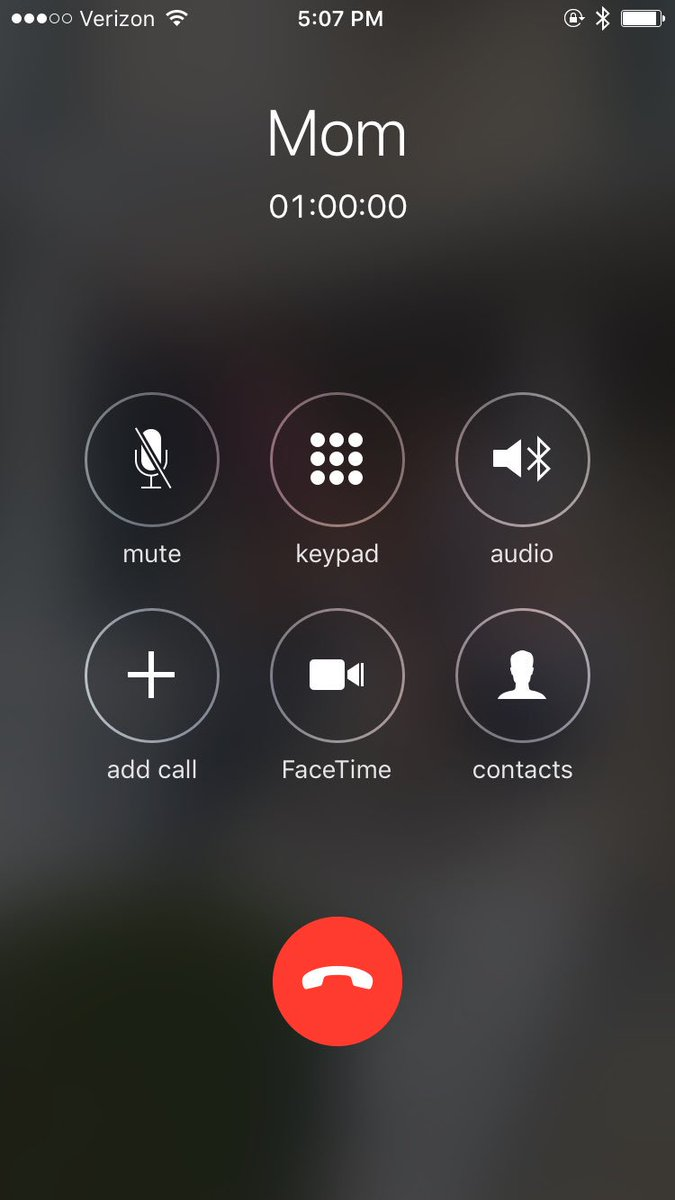 Verizon 5:07 PM
Mom
01:00:00
mute keypad audio
add call FaceTime contacts